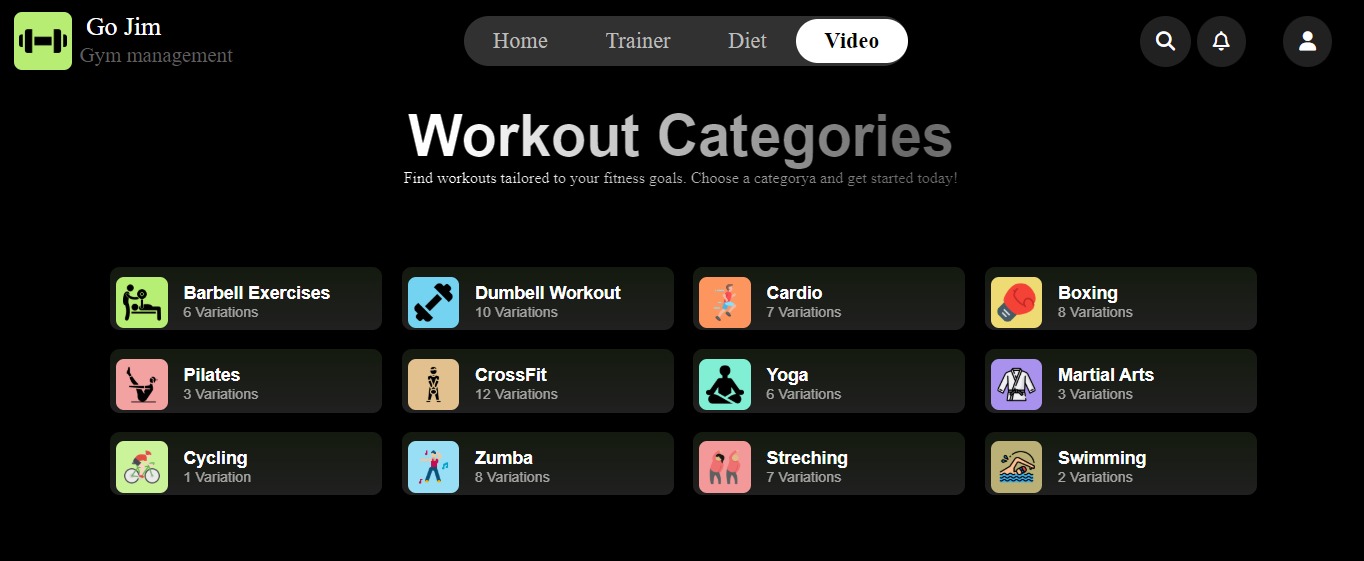 Go Jim
Gym management
Home
Trainer
Diet
Video
Workout Categories
Find workouts tailored to your fitness goals. Choose a categorya and get started today!
Barbell Exercises
6 Variations
Dumbell Workout
10 Variations
Cardio
7 Variations
Boxing
8 Variations
Pilates
3 Variations
CrossFit
12 Variations
Yoga
6 Variations
Martial Arts
3 Variations
Cycling
1 Variation
Zumba
8 Variations
Streching
7 Variations
Swimming
2 Variations